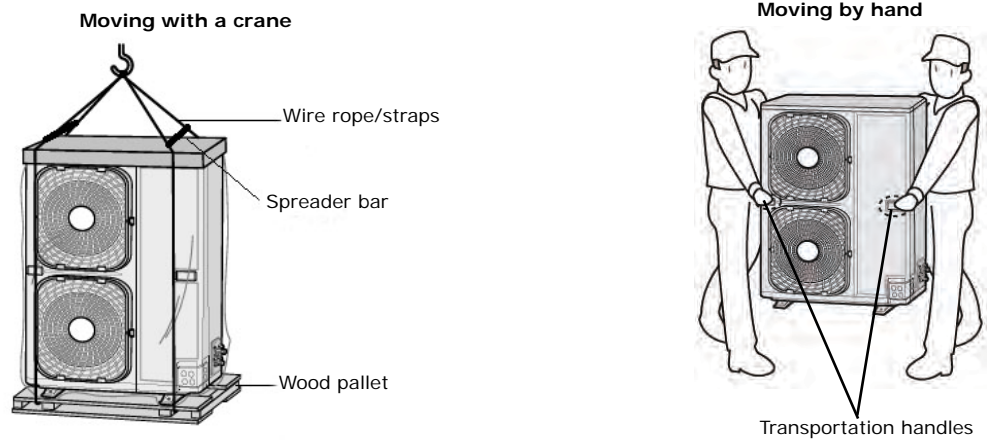 Moving with a crane
Wire rope/straps
Spreader bar
Wood pallet
Moving by hand
Transportation handles